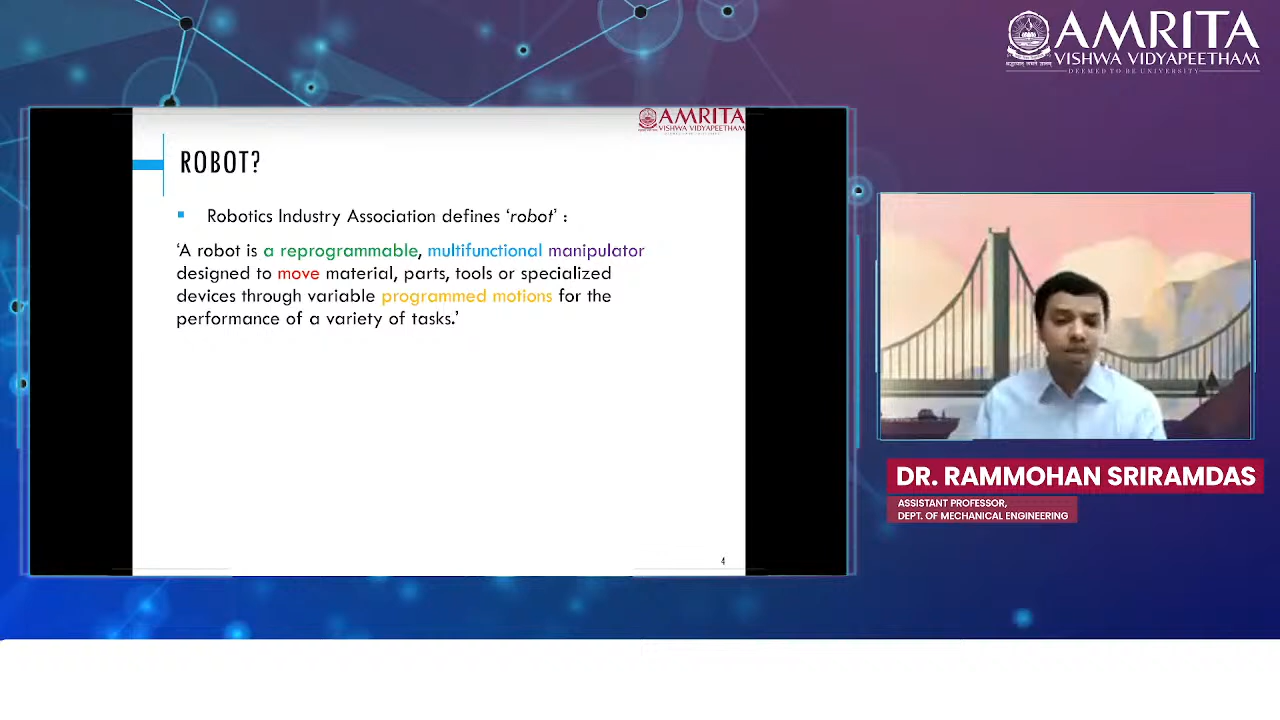 AMRITA
VISHWA VIDYAPEETHAM
DEEMED TO BE UNIVERSITY
AMRITA
VISHWA VIDYAPEETHAM
ROBOT?
▪ Robotics Industry Association defines ‘robot’ :
‘A robot is a reprogrammable, multifunctional manipulator
designed to move material, parts, tools or specialized
devices through variable programmed motions for the
performance of a variety of tasks.’
4
DR. RAMMOHAN SRIRAMDAS
ASSISTANT PROFESSOR,
DEPT. OF MECHANICAL ENGINEERING